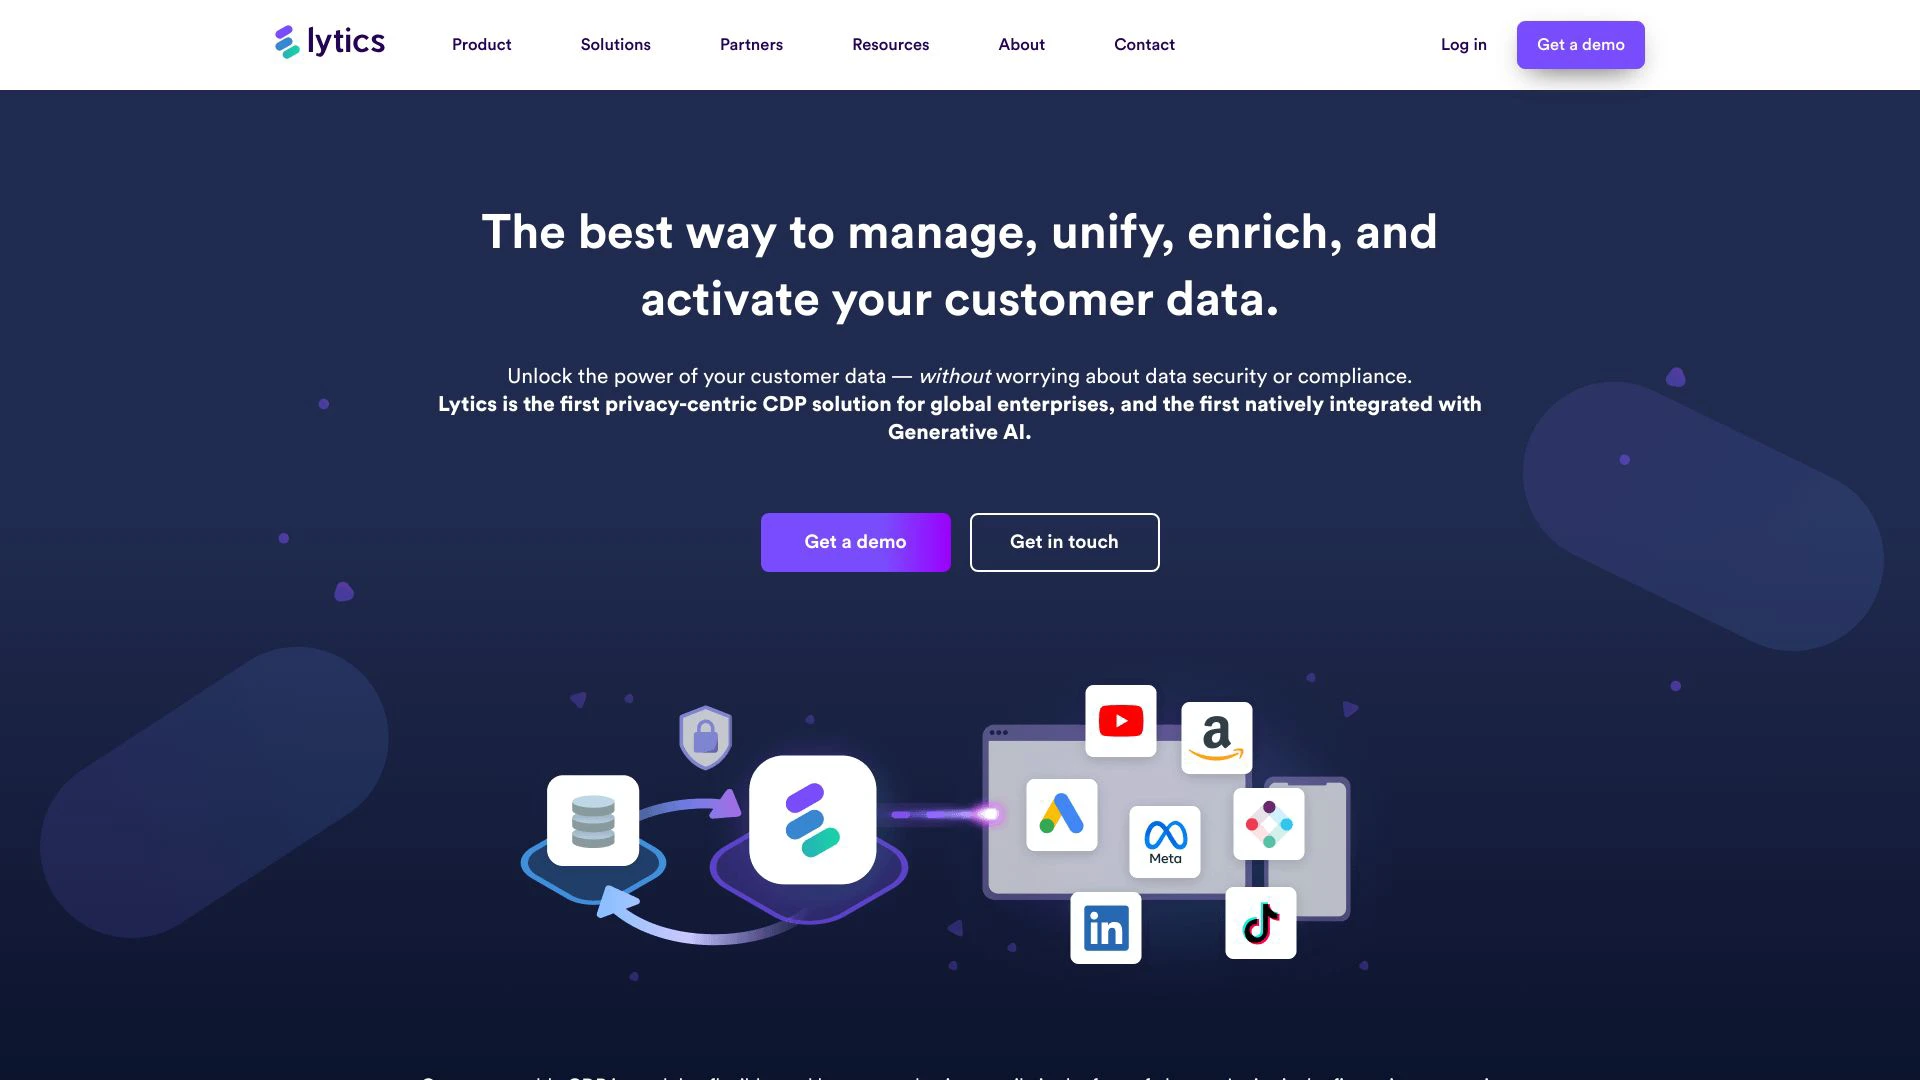 lytics
Product
Solutions
Partners
Resources
About
Contact
Log in
Get a demo
The best way to manage, unify, enrich, and
activate your customer data.
Unlock the power of your customer data — without worrying about data security or compliance.
Lytics is the first privacy-centric CDP solution for global enterprises, and the first natively integrated with
Generative AI.
Get a demo
Get in touch
a
Meta
in